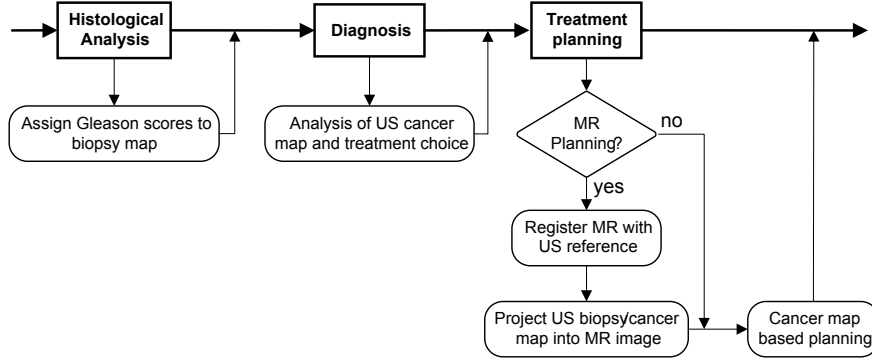 Histological
Analysis
Diagnosis
Treatment
planning
Assign Gleason scores to
biopsy map
Analysis of US cancer
map and treatment choice
MR
Planning?
no
yes
Register MR with
US reference
Project US biopsy/cancer
map into MR image
Cancer map
based planning